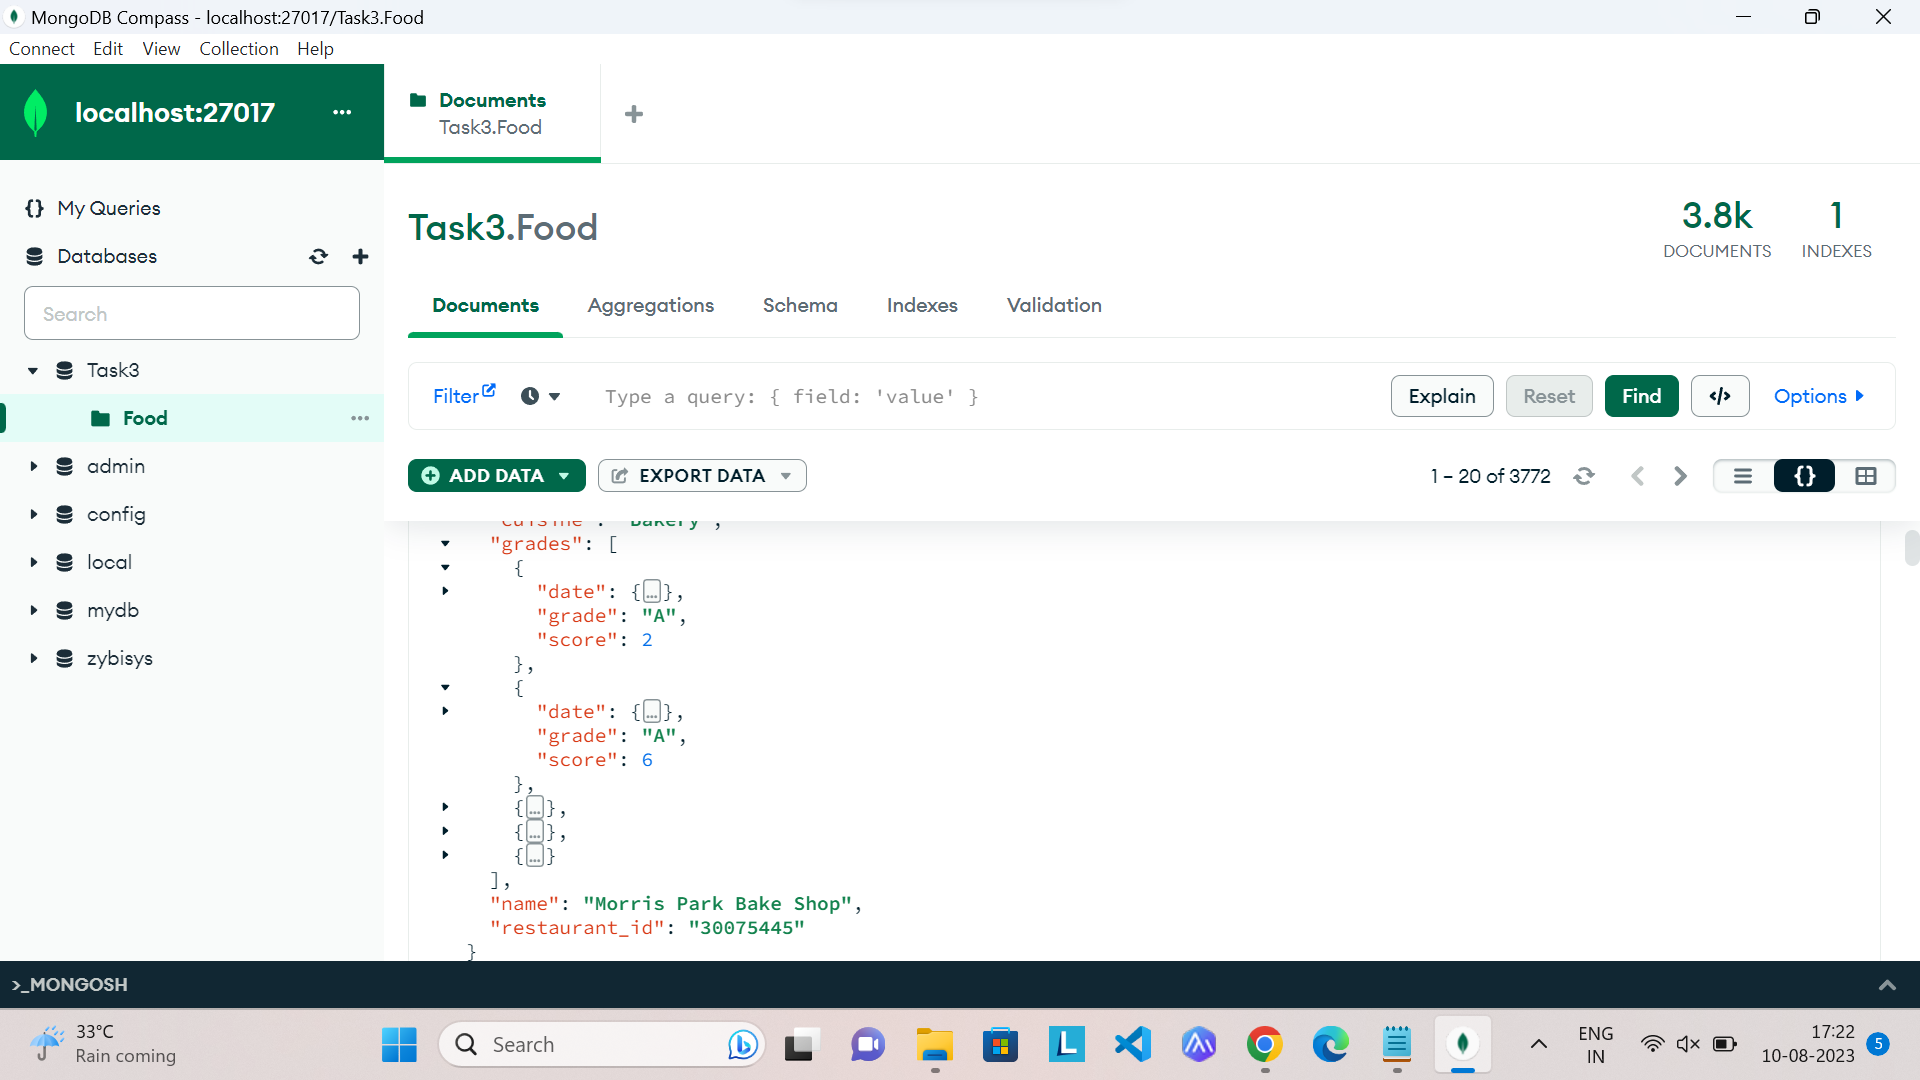 MongoDB Compass - localhost:27017/Task3.Food
Connect Edit View Collection Help
localhost:27017 ...
Documents
Task3.Food
{} My Queries
Databases
Search
Task3
Food ...
admin
config
local
mydb
zybisys
Task3.Food
3.8k
DOCUMENTS
1
INDEXES
Documents Aggregations Schema Indexes Validation
Filter Type a query: { field: 'value' } Explain Reset Find </> Options
ADD DATA EXPORT DATA 1 – 20 of 3772 {}
"cuisine": "Bakery",
"grades": [
{
"date": {...},
"grade": "A",
"score": 2
},
{
"date": {...},
"grade": "A",
"score": 6
},
{...},
{...},
{...}
],
"name": "Morris Park Bake Shop",
"restaurant_id": "30075445"
}
>_MONGOSH
33°C
Rain coming
Search
L
ENG
IN
17:22
10-08-2023
5